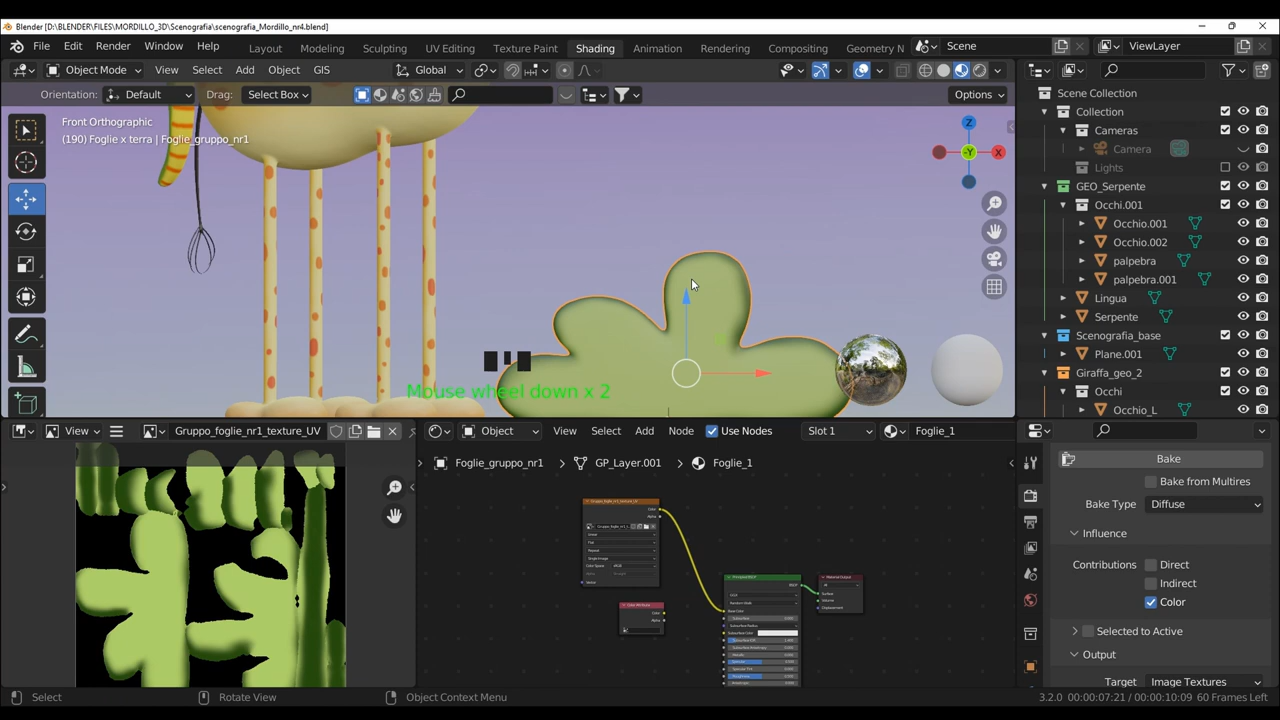 Blender [D:\BLENDER\FILES\MORDILLO_3D\Scenografia\scenografia_Mordillo_nr4.blend]
File Edit Render Window Help Layout Modeling Sculpting UV Editing Texture Paint Shading Animation Rendering Compositing Geometry N Scene ViewLayer
Object Mode View Select Add Object GIS Global
Orientation: Default Drag: Select Box Options
Front Orthographic
(190) Foglie x terra | Foglie_gruppo_nr1
Z
-Y X
Mouse wheel down x 2
Scene Collection
Collection
Cameras
Camera
Lights
GEO_Serpente
Occhi.001
Occhio.001
Occhio.002
palpebra
palpebra.001
Lingua
Serpente
Scenografia_base
Plane.001
Giraffa_geo_2
Occhi
Occhio_L
View Gruppo_foglie_nr1_texture_UV
Object View Select Add Node Use Nodes Slot 1 Foglie_1
Foglie_gruppo_nr1 GP_Layer.001 Foglie_1
Bake
Bake from Multires
Bake Type Diffuse
Influence
Contributions Direct
Indirect
Color
Selected to Active
Output
Target Image Textures
Select Rotate View Object Context Menu 3.2.0 00:00:07:21 / 00:00:10:09 60 Frames Left